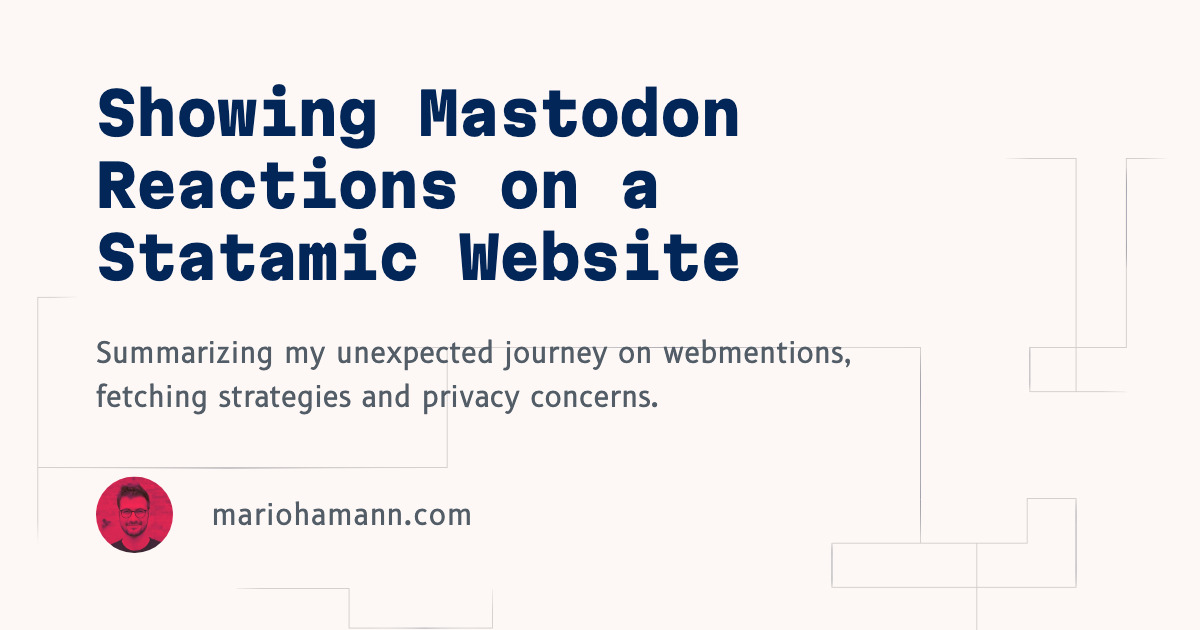 Showing Mastodon
Reactions on a
Statamic Website
Summarizing my unexpected journey on webmentions,
fetching strategies and privacy concerns.
mariohamann.com